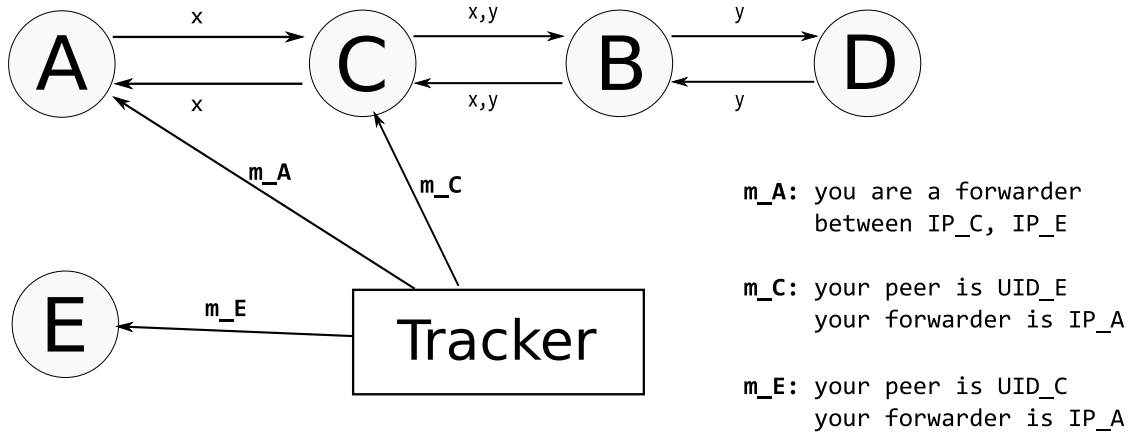 x
x,y
y
A
C
B
D
x
x,y
y
m_A
m_C
m_A: you are a forwarder
between IP_C, IP_E
m_E
E
Tracker
m_C: your peer is UID_E
your forwarder is IP_A
m_E: your peer is UID_C
your forwarder is IP_A